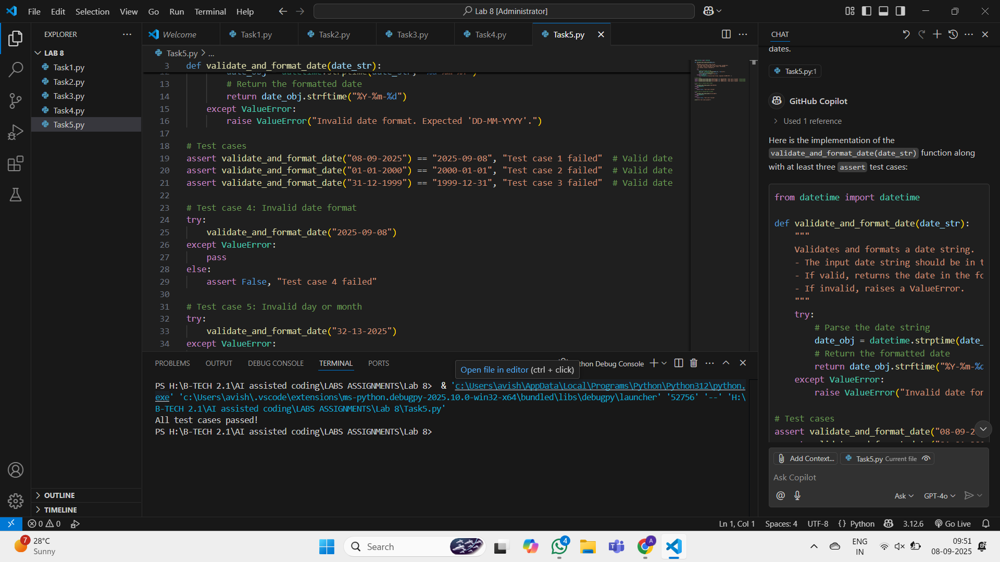 File Edit Selection View Go Run Terminal Help
Lab 8 [Administrator]
EXPLORER
LAB 8
Task1.py
Task2.py
Task3.py
Task4.py
Task5.py
OUTLINE
TIMELINE
Welcome Task1.py Task2.py Task3.py Task4.py Task5.py
Task5.py > ...
3 def validate_and_format_date(date_str):
13 # Return the formatted date
14 return date_obj.strftime("%Y-%m-%d")
15 except ValueError:
16 raise ValueError("Invalid date format. Expected 'DD-MM-YYYY'.")
17
18 # Test cases
19 assert validate_and_format_date("08-09-2025") == "2025-09-08", "Test case 1 failed" # Valid date
20 assert validate_and_format_date("01-01-2000") == "2000-01-01", "Test case 2 failed" # Valid date
21 assert validate_and_format_date("31-12-1999") == "1999-12-31", "Test case 3 failed" # Valid date
22
23 # Test case 4: Invalid date format
24 try:
25 validate_and_format_date("2025-09-08")
26 except ValueError:
27 pass
28 else:
29 assert False, "Test case 4 failed"
30
31 # Test case 5: Invalid day or month
32 try:
33 validate_and_format_date("32-13-2025")
34 except ValueError:
PROBLEMS OUTPUT DEBUG CONSOLE TERMINAL PORTS
Open file in editor (ctrl + click)
thon Debug Console
PS H:\B-TECH 2.1\AI assisted coding\LABS ASSIGNMENTS\Lab 8> & 'c:\Users\avish\AppData\Local\Programs\Python\Python312\python.
exe' 'c:\Users\avish\.vscode\extensions\ms-python.debugpy-2025.10.0-win32-x64\bundled\libs\debugpy\launcher' '52756' '--' 'H:\
B-TECH 2.1\AI assisted coding\LABS ASSIGNMENTS\Lab 8\Task5.py'
All test cases passed!
PS H:\B-TECH 2.1\AI assisted coding\LABS ASSIGNMENTS\Lab 8>
CHAT
dates.
Task5.py:1
GitHub Copilot
> Used 1 reference
Here is the implementation of the
validate_and_format_date(date_str) function along
with at least three assert test cases:
from datetime import datetime
def validate_and_format_date(date_str):
"""
Validates and formats a date string.
- The input date string should be in t
- If valid, returns the date in the fo
- If invalid, raises a ValueError.
"""
try:
# Parse the date string
date_obj = datetime.strptime(date_
# Return the formatted date
return date_obj.strftime("%Y-%m-%d
except ValueError:
raise ValueError("Invalid date for
# Test cases
assert validate_and_format_date("08-09-2
Add Context... Task5.py Current file
Ask Copilot
@ Ask GPT-4o
0 0
Ln 1, Col 1 Spaces: 4 UTF-8 {} Python 3.12.6 Go Live
7 28°C
Sunny
Search
4
A
ENG
IN
09:51
08-09-2025